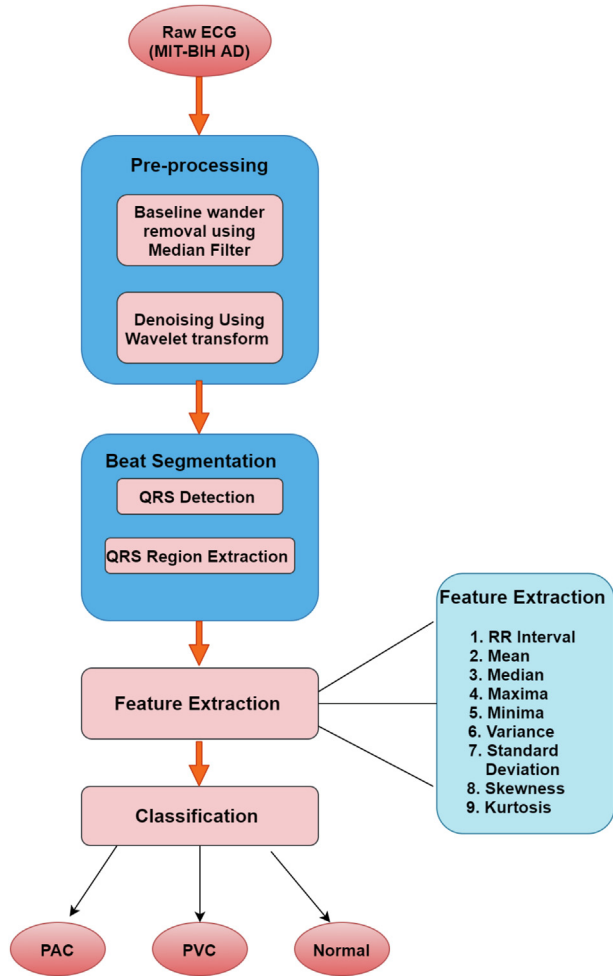 Raw ECG
(MIT-BIH AD)
Pre-processing
Baseline wander
removal using
Median Filter
Denoising Using
Wavelet transform
Beat Segmentation
QRS Detection
QRS Region Extraction
Feature Extraction
Feature Extraction
1. RR Interval
2. Mean
3. Median
4. Maxima
5. Minima
6. Variance
7. Standard
Deviation
8. Skewness
9. Kurtosis
Classification
PAC
PVC
Normal